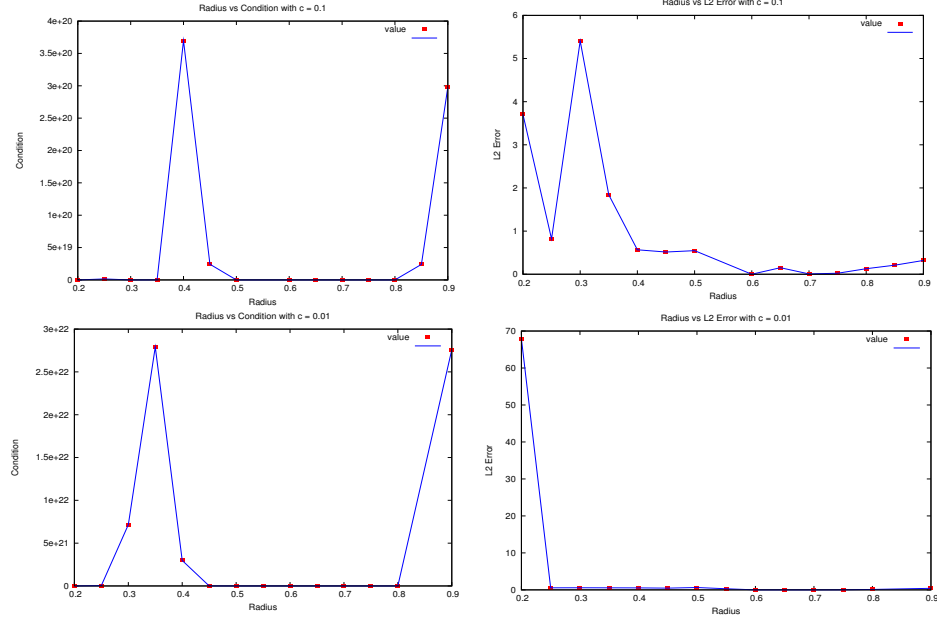 Radius vs Condition with c = 0.1
value
4e+20
3.5e+20
3e+20
2.5e+20
2e+20
1.5e+20
1e+20
5e+19
0
Condition
0.2 0.3 0.4 0.5 0.6 0.7 0.8 0.9
Radius
Radius vs L2 Error with c = 0.1
value
6
5
4
3
2
1
0
L2 Error
0.2 0.3 0.4 0.5 0.6 0.7 0.8 0.9
Radius
Radius vs Condition with c = 0.01
value
3e+22
2.5e+22
2e+22
1.5e+22
1e+22
5e+21
0
Condition
0.2 0.3 0.4 0.5 0.6 0.7 0.8 0.9
Radius
Radius vs L2 Error with c = 0.01
value
70
60
50
40
30
20
10
0
L2 Error
0.2 0.3 0.4 0.5 0.6 0.7 0.8 0.9
Radius